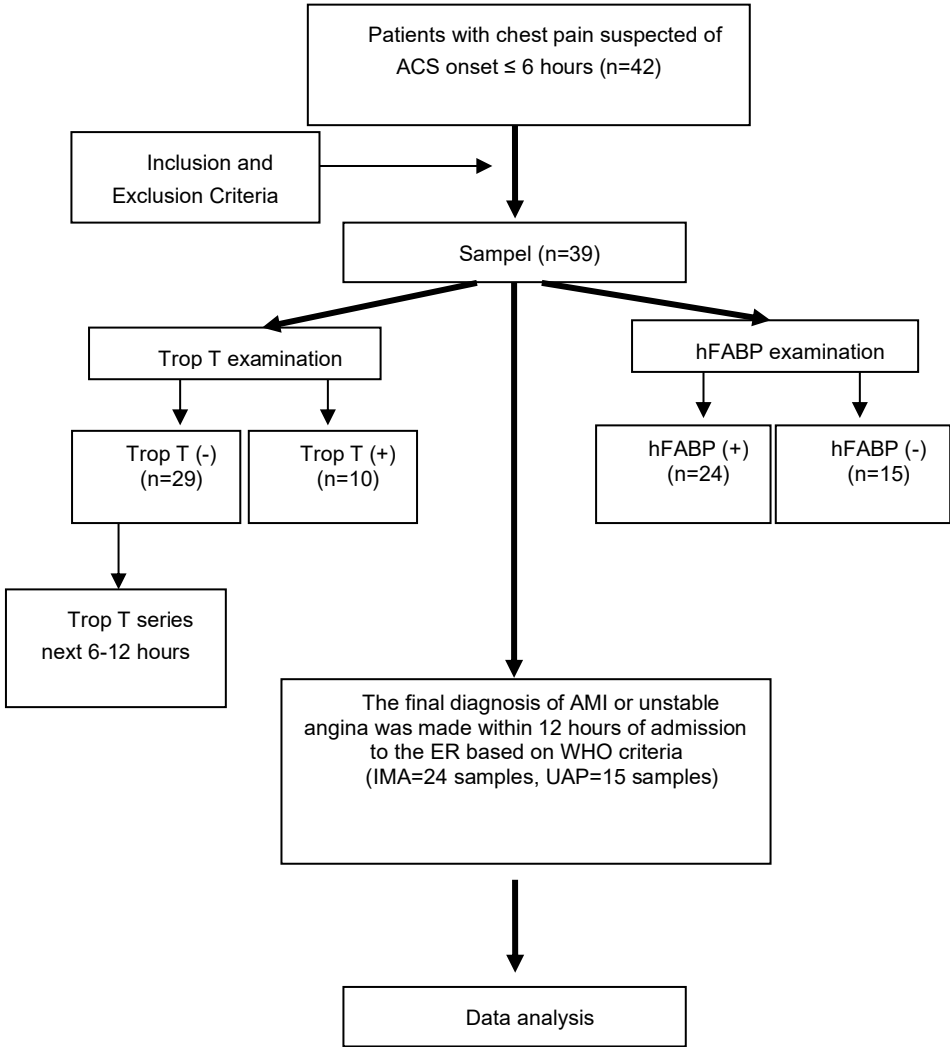 Patients with chest pain suspected of
ACS onset ≤ 6 hours (n=42)
Inclusion and
Exclusion Criteria
Sampel (n=39)
Trop T examination
hFABP examination
Trop T (-)
(n=29)
Trop T (+)
(n=10)
hFABP (+)
(n=24)
hFABP (-)
(n=15)
Trop T series
next 6-12 hours
The final diagnosis of AMI or unstable
angina was made within 12 hours of admission
to the ER based on WHO criteria
(IMA=24 samples, UAP=15 samples)
Data analysis